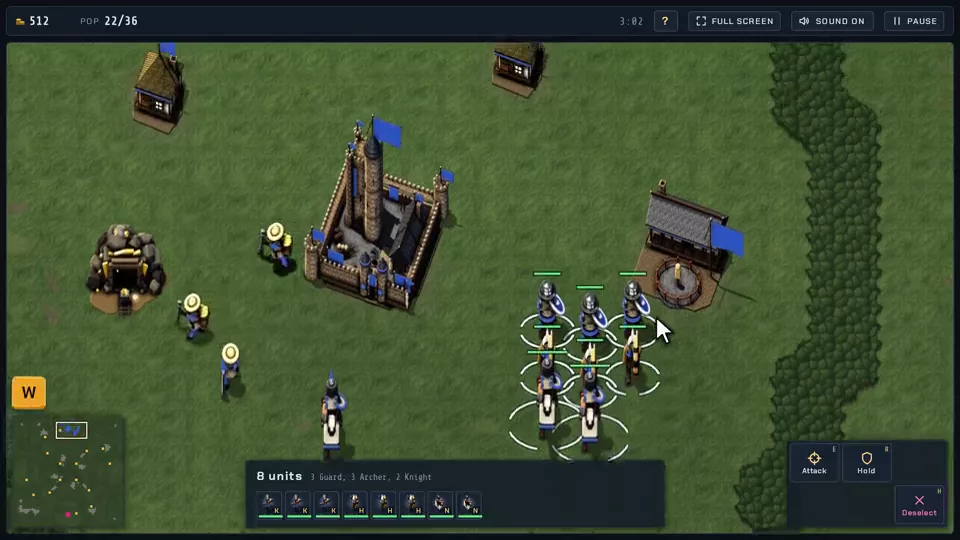 512 POP 22/36 3:02 ? FULL SCREEN SOUND ON PAUSE
W
8 units 3 Guard, 3 Archer, 2 Knight
K K K H H H N N
Attack Hold
Deselect